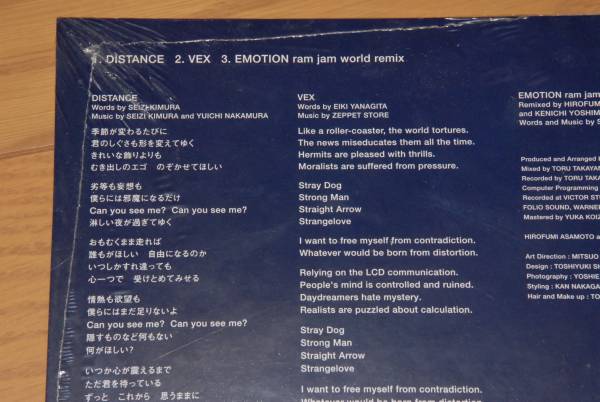 1. DISTANCE 2. VEX 3. EMOTION ram jam world remix
DISTANCE
Words by SEIZI KIMURA
Music by SEIZI KIMURA and YUICHI NAKAMURA
季節が変わるたびに
君のしぐさも形を変えてゆく
きれいな飾りよりも
むき出しのエゴ のぞかせてほしい
劣等も妄想も
僕らには邪魔になるだけ
Can you see me? Can you see me?
淋しい夜が過ぎてゆく
おもむくまま走れば
誰もがほしい 自由になるのか
いつしかすれ違っても
心一つで 受けとめてみせる
情熱も欲望も
僕らにはまだ足りないよ
Can you see me? Can you see me?
隠すものなど何もない
何がほしい?
いつか心が震えるまで
ただ君を待っている
ずっと これから 思うままに
VEX
Words by EIKI YANAGITA
Music by ZEPPET STORE
Like a roller-coaster, the world tortures.
The news miseducates them all the time.
Hermits are pleased with thrills.
Moralists are suffered from pressure.
Stray Dog
Strong Man
Straight Arrow
Strangelove
I want to free myself from contradiction.
Whatever would be born from distortion.
Relying on the LCD communication.
People's mind is controlled and ruined.
Daydreamers hate mystery.
Realists are puzzled about calculation.
Stray Dog
Strong Man
Straight Arrow
Strangelove
I want to free myself from contradiction.
Whatever would be born from distortion.
EMOTION ram jam
Remixed by HIROFUM
and KENICHI YOSHIM
Words and Music by S
Produced and Arranged
Mixed by TORU TAKAYA
Recorded by TORU TAKA
Computer Programming
Recorded at VICTOR STU
FOLIO SOUND, WARNE
Mastered by YUKA KOIZ
HIROFUMI ASAMOTO a
Art Direction : MITSUO
Design : TOSHIYUKI SH
Photography : YOSHIE
Styling : KAN NAKAGA
Hair and Make up : TO